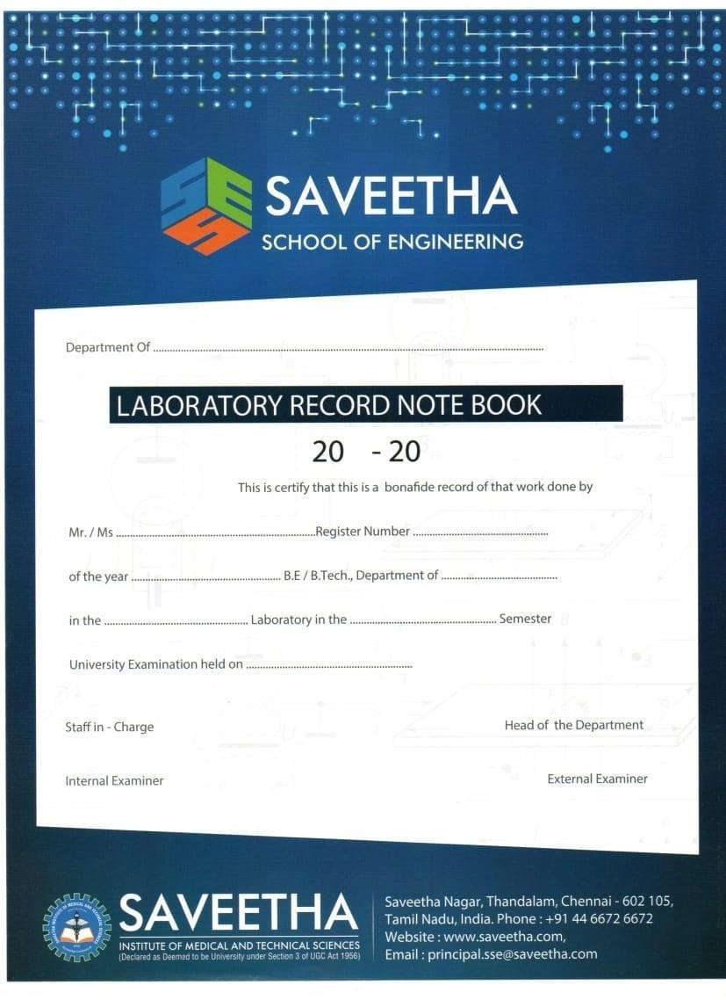 SES
SAVEETHA
SCHOOL OF ENGINEERING
Department Of ................................................................
LABORATORY RECORD NOTE BOOK
20 - 20
This is certify that this is a bonafide record of that work done by
Mr. / Ms ................................Register Number ................................
of the year ................................ B.E / B.Tech., Department of ................................
in the ................................ Laboratory in the ................................ Semester
University Examination held on ................................
Staff in - Charge
Head of the Department
Internal Examiner
External Examiner
SAVEETHA
INSTITUTE OF MEDICAL AND TECHNICAL SCIENCES
(Declared as Deemed to be University under Section 3 of UGC Act 1956)
Saveetha Nagar, Thandalam, Chennai - 602 105,
Tamil Nadu, India. Phone : +91 44 6672 6672
Website : www.saveetha.com,
Email : principal.sse@saveetha.com